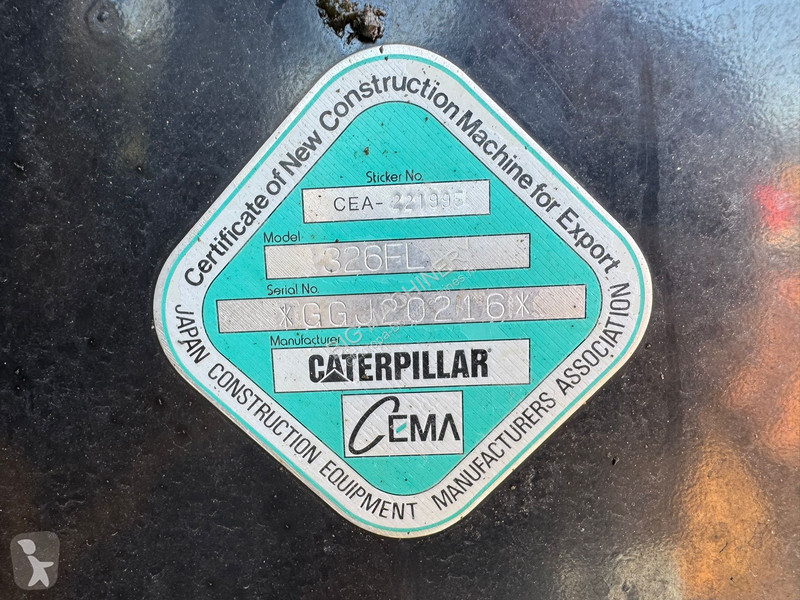 Certificate of New Construction Machine for Export
Sticker No.
CEA-221995
Model
326FL
Serial No.
*GGJ20216*
Manufacturer
CATERPILLAR
CEMA
JAPAN CONSTRUCTION EQUIPMENT MANUFACTURERS ASSOCIATION